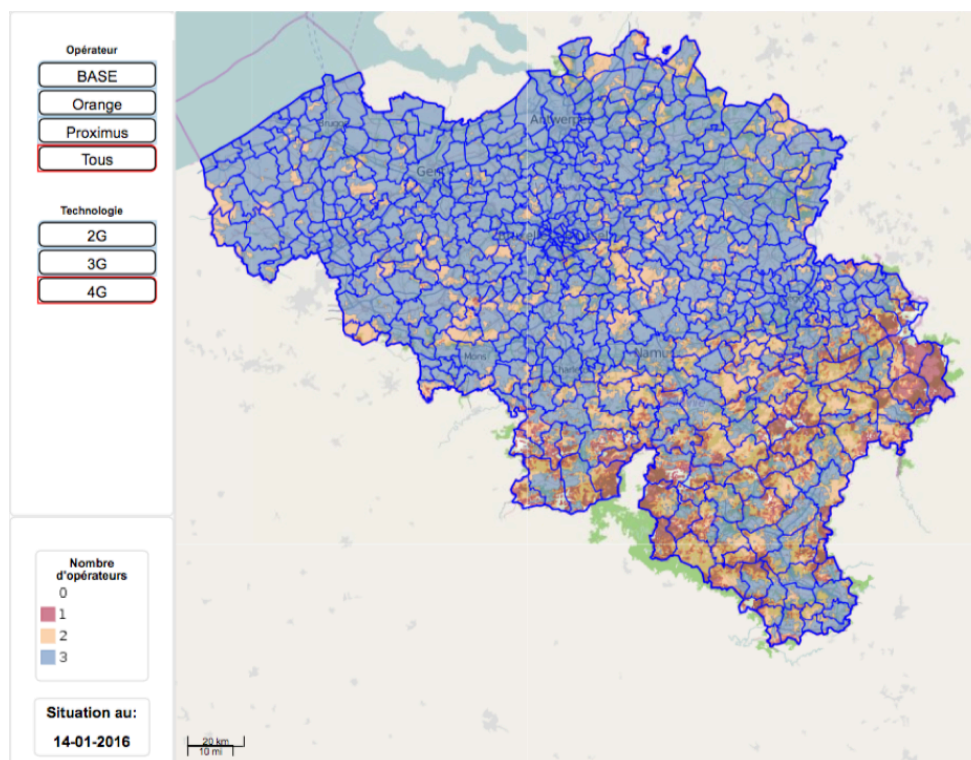 Opérateur
BASE
Orange
Proximus
Tous
Technologie
2G
3G
4G
Nombre
d'opérateurs
0
1
2
3
Situation au:
14-01-2016
20 km
10 mi
Mons